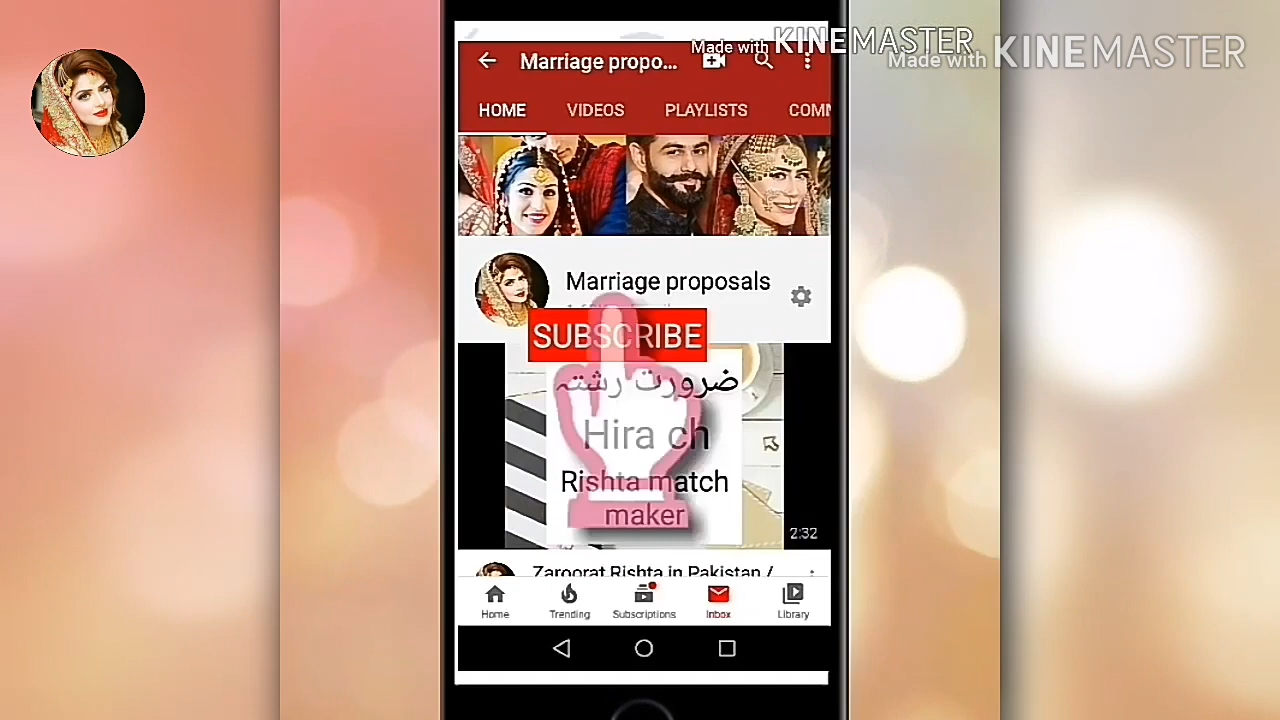 Made with KINEMASTER
Made with KINEMASTER
Marriage propo...
HOME VIDEOS PLAYLISTS COMM
Marriage proposals
SUBSCRIBE
ضرورت رشتہ
Hira ch
Rishta match
maker
2:32
Zaroorat Rishta in Pakistan /
Home Trending Subscriptions Inbox Library